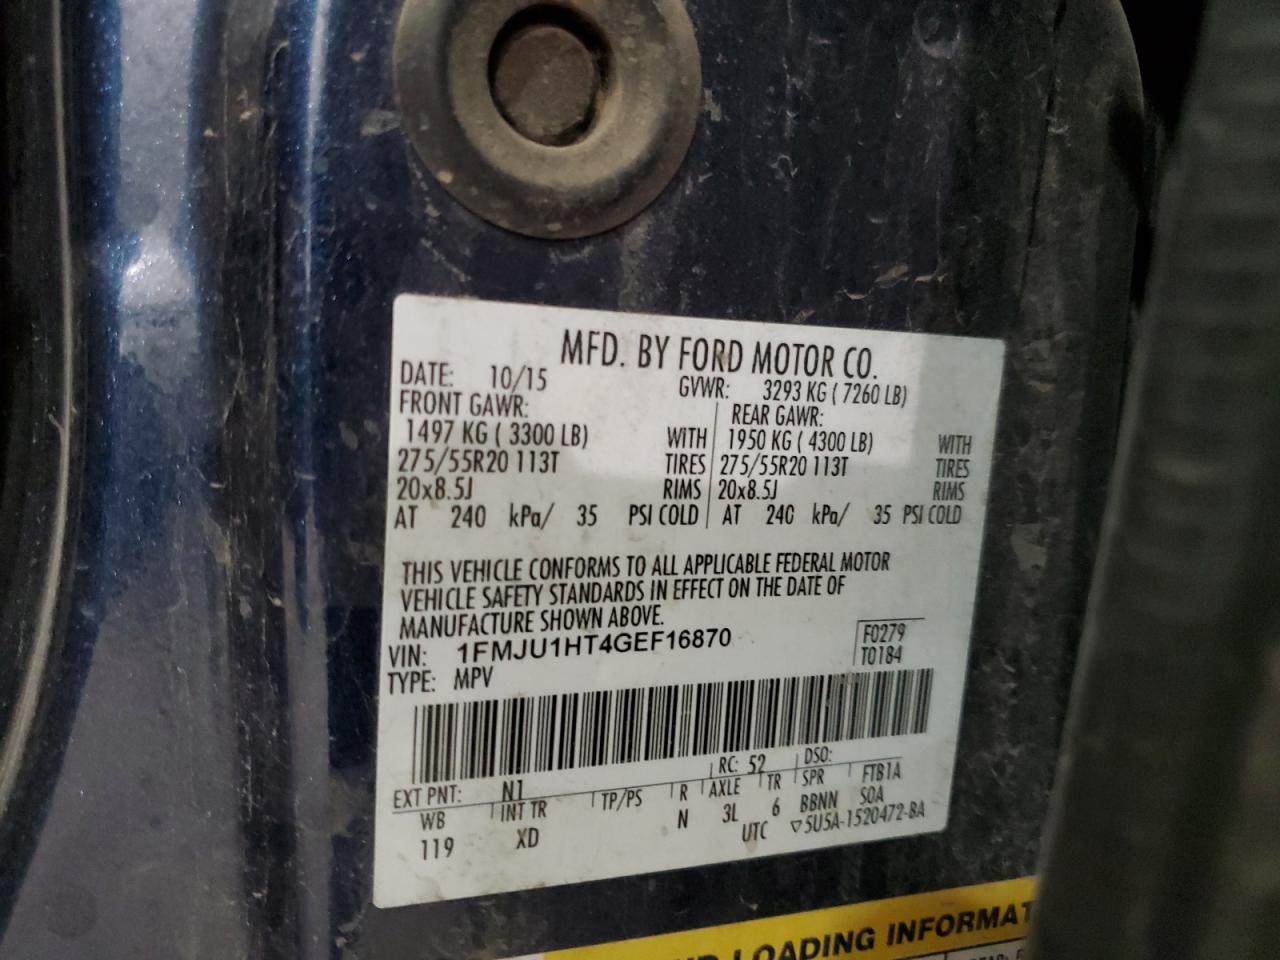 MFD. BY FORD MOTOR CO.
DATE: 10/15 GVWR: 3293 KG ( 7260 LB)
FRONT GAWR: REAR GAWR:
1497 KG ( 3300 LB) WITH 1950 KG ( 4300 LB) WITH
275/55R20 113T TIRES 275/55R20 113T TIRES
20x8.5J RIMS 20x8.5J RIMS
AT 240 kPa/ 35 PSI COLD AT 240 kPa/ 35 PSI COLD
THIS VEHICLE CONFORMS TO ALL APPLICABLE FEDERAL MOTOR
VEHICLE SAFETY STANDARDS IN EFFECT ON THE DATE OF
MANUFACTURE SHOWN ABOVE.
VIN: 1FMJU1HT4GEF16870 F0279
TYPE: MPV T0184
EXT PNT: N1 RC: 52 DSO:
WB INT TR TP/PS R AXLE TR SPR FTB1A
119 XD N 3L 6 BBNN SOA
UTC ▽5U5A-1520472-BA
LOADING INFORMAT